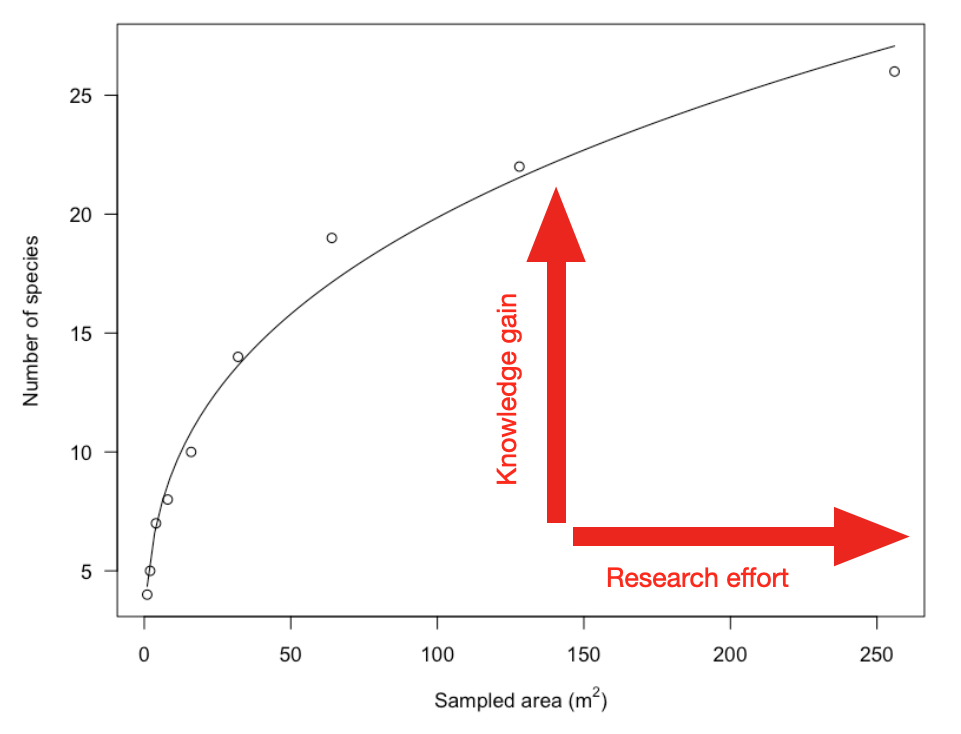 25
20
15
10
5
Number of species
Knowledge gain
Research effort
0 50 100 150 200 250
Sampled area (m²)